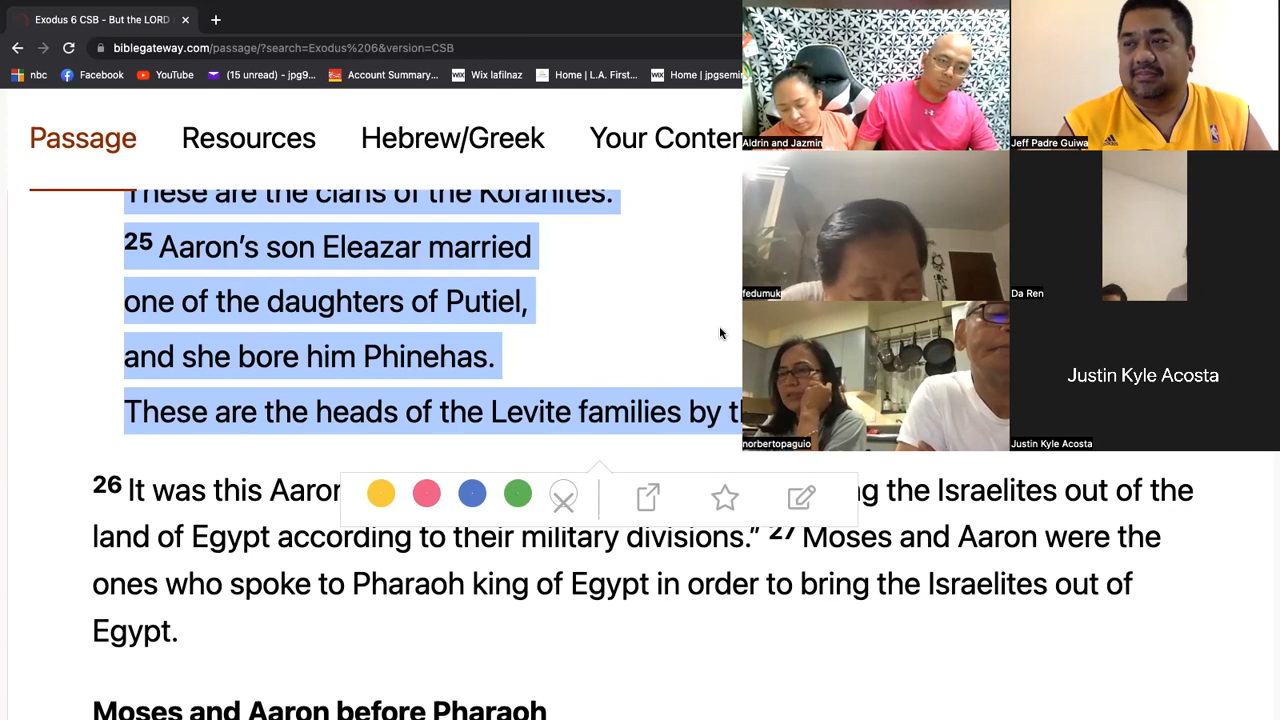 Exodus 6 CSB - But the LORD
biblegateway.com/passage/?search=Exodus%206&version=CSB
nbc
Facebook
YouTube
(15 unread) - jpg9...
Account Summary...
Wix lafilnaz
Home | L.A. First...
Home | jpgsemi
Passage
Resources
Hebrew/Greek
Your Conten
These are the clans of the Korahites.
25 Aaron's son Eleazar married
one of the daughters of Putiel,
and she bore him Phinehas.
These are the heads of the Levite families by th
26 It was this Aaron
ng the Israelites out of the
land of Egypt according to their military divisions.” 27 Moses and Aaron were the
ones who spoke to Pharaoh king of Egypt in order to bring the Israelites out of
Egypt.
Moses and Aaron before Pharaoh
Aldrin and Jazmin
Jeff Padre Guiwa
fedumuk
Da Ren
norbertopaguio
Justin Kyle Acosta
Justin Kyle Acosta